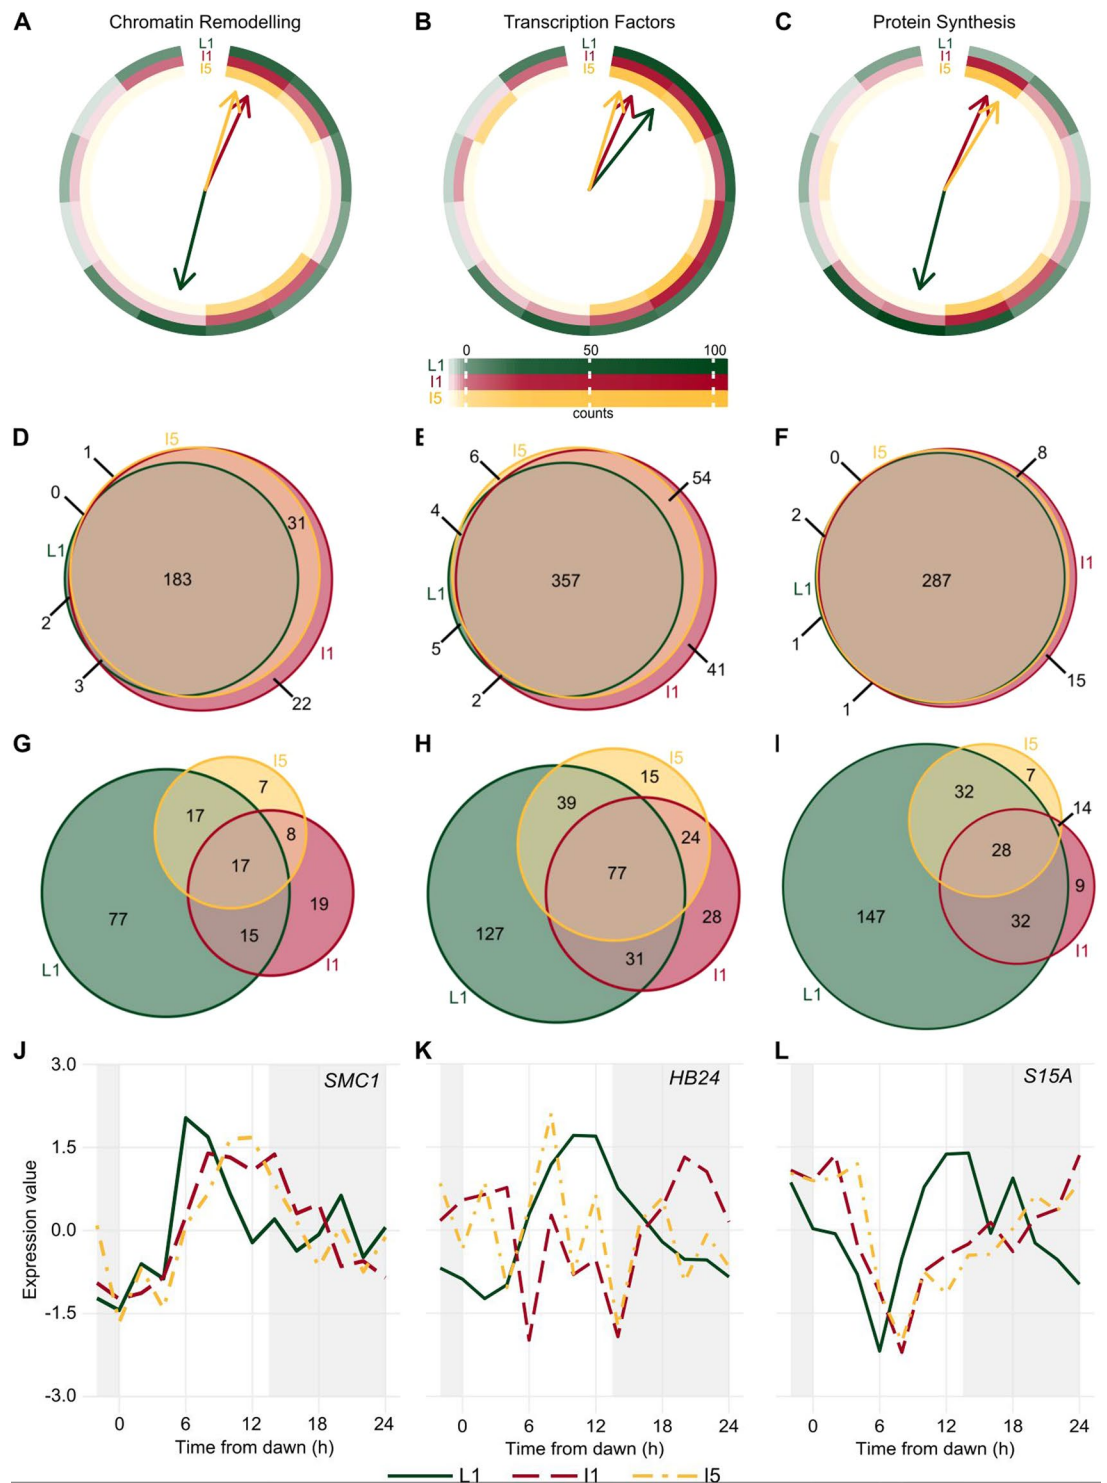 A Chromatin Remodelling
B Transcription Factors
C Protein Synthesis
L1
I1
I5
L1
I1
I5
L1
I1
I5
0 50 100
L1
I1
I5
counts
D
E
F
1
I5
0
L1
31
183
2
3
22
I1
6
I5
54
4
L1
357
5
2
41
I1
0
I5
8
2
I1
L1
287
1
1
15
G
H
I
I5
7
17
8
17
77
19
15
L1
I1
I5
15
39
24
77
127
28
31
L1
I1
I5
7
32
14
28
147
9
32
L1
I1
J
K
L
SMC1
HB24
S15A
3.0
1.5
0.0
-1.5
-3.0
Expression value
0 6 12 18 24
0 6 12 18 24
0 6 12 18 24
Time from dawn (h)
Time from dawn (h)
Time from dawn (h)
L1 I1 I5